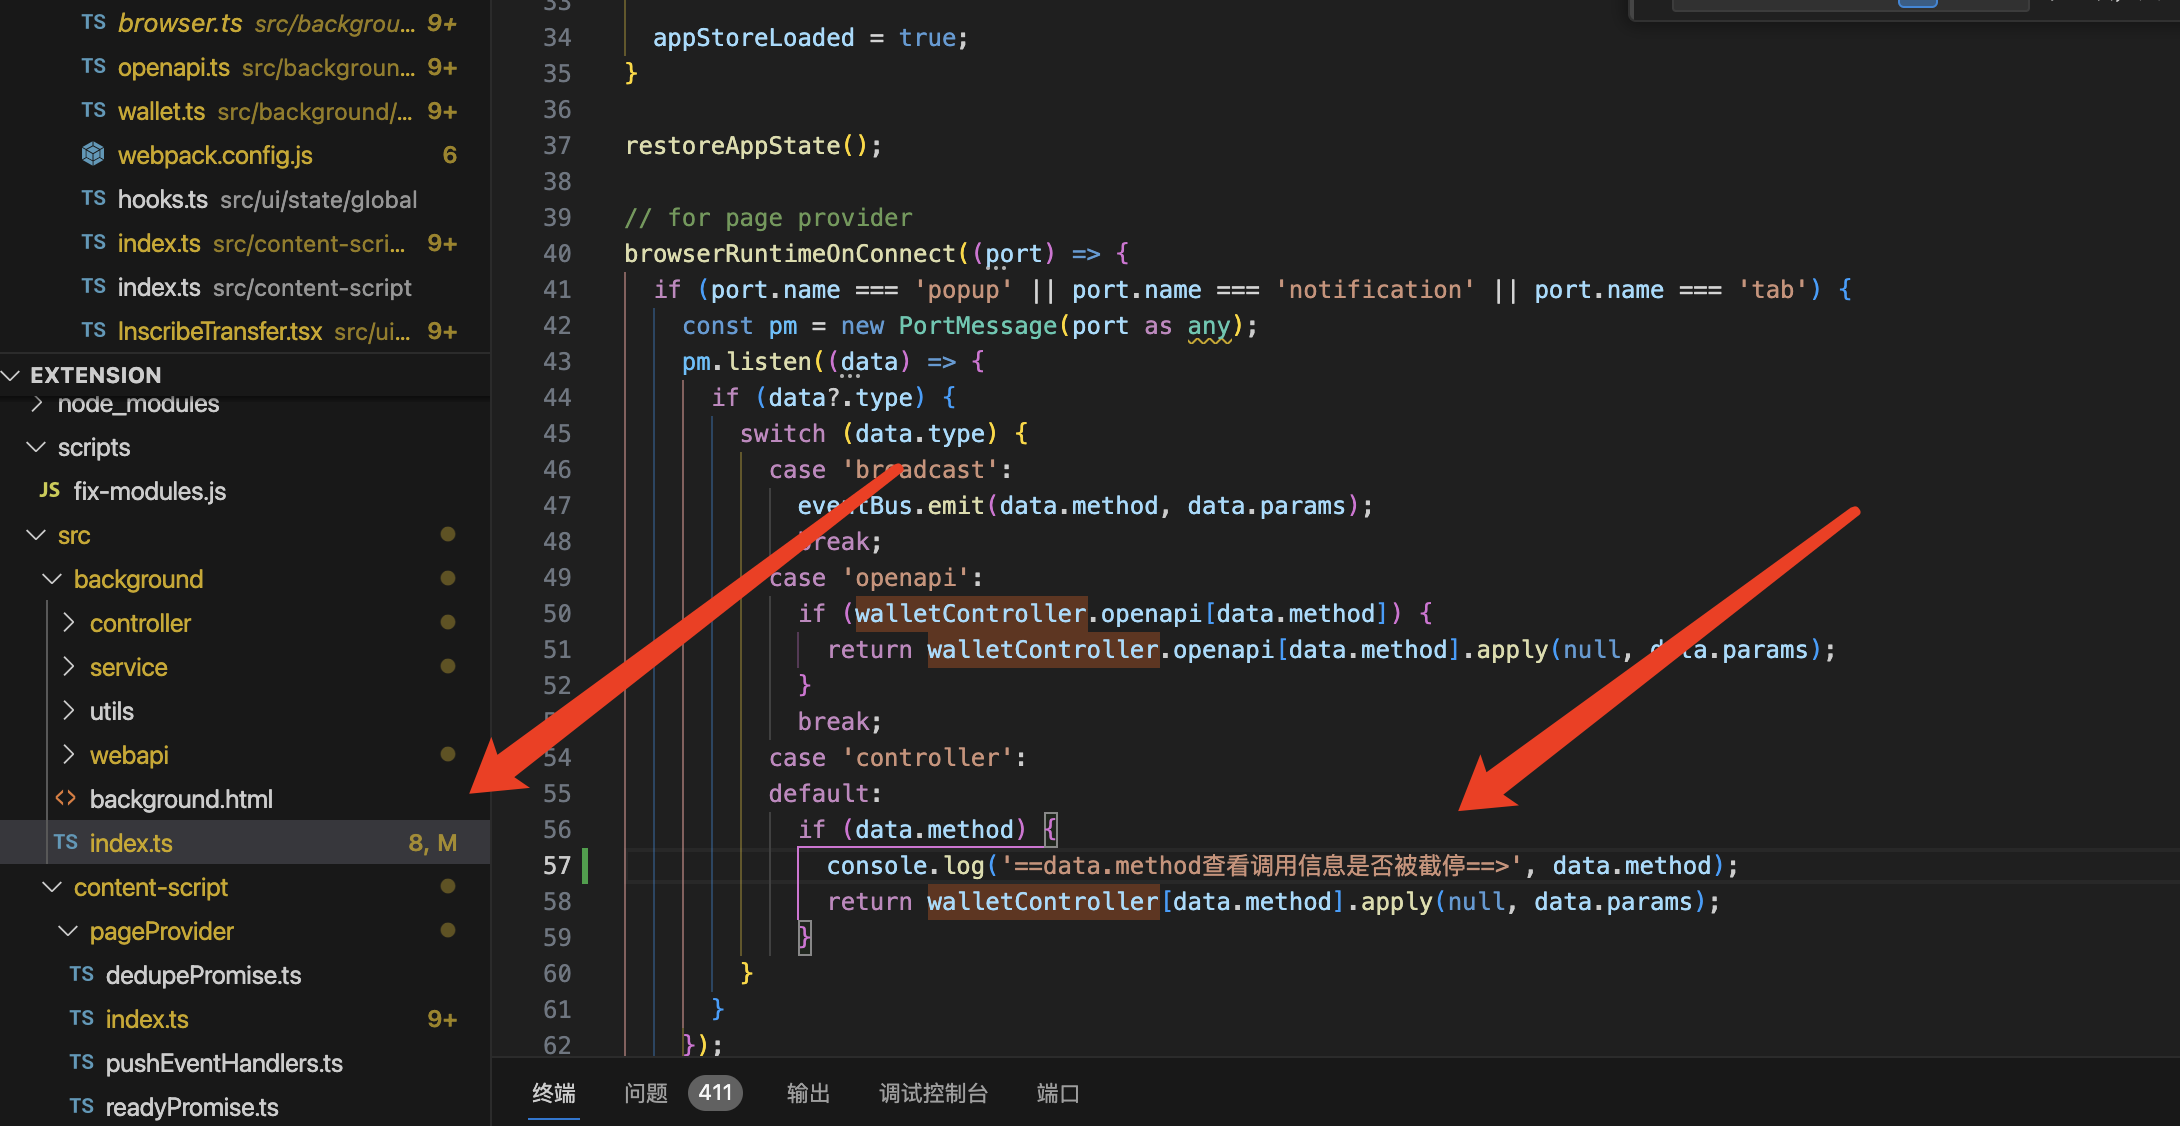 TS browser.ts src/backgrou... 9+
TS openapi.ts src/backgroun... 9+
TS wallet.ts src/background/... 9+
webpack.config.js 6
TS hooks.ts src/ui/state/global
TS index.ts src/content-scri... 9+
TS index.ts src/content-script
TS InscribeTransfer.tsx src/ui... 9+
EXTENSION
node_modules
scripts
JS fix-modules.js
src
background
controller
service
utils
webapi
<> background.html
TS index.ts 8, M
content-script
pageProvider
TS dedupePromise.ts
TS index.ts 9+
TS pushEventHandlers.ts
TS readyPromise.ts
33
34 appStoreLoaded = true;
35 }
36
37 restoreAppState();
38
39 // for page provider
40 browserRuntimeOnConnect((port) => {
41 if (port.name === 'popup' || port.name === 'notification' || port.name === 'tab') {
42 const pm = new PortMessage(port as any);
43 pm.listen((data) => {
44 if (data?.type) {
45 switch (data.type) {
46 case 'broadcast':
47 eventBus.emit(data.method, data.params);
48 break;
49 case 'openapi':
50 if (walletController.openapi[data.method]) {
51 return walletController.openapi[data.method].apply(null, data.params);
52 }
break;
54 case 'controller':
55 default:
56 if (data.method) {
57 console.log('==data.method查看调用信息是否被截停==>', data.method);
58 return walletController[data.method].apply(null, data.params);
59 }
60 }
61 }
62 });
终端 问题 411 输出 调试控制台 端口